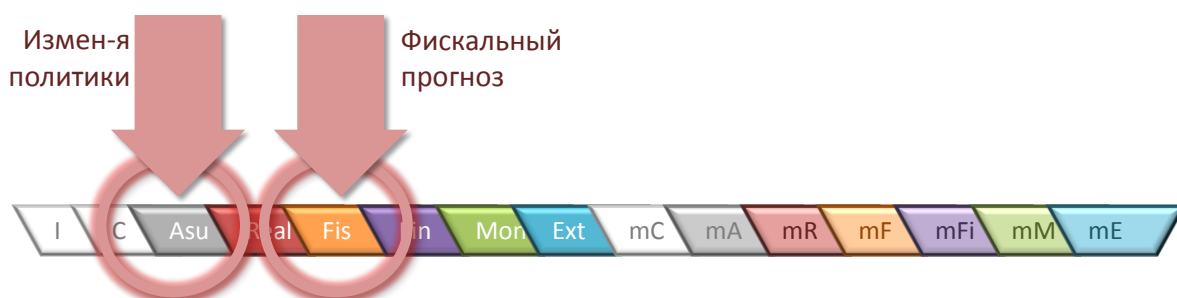 Измен-я
политики
Фискальный
прогноз
I C Asu Real Fis Fin Mon Ext mC mA mR mF mFi mM mE